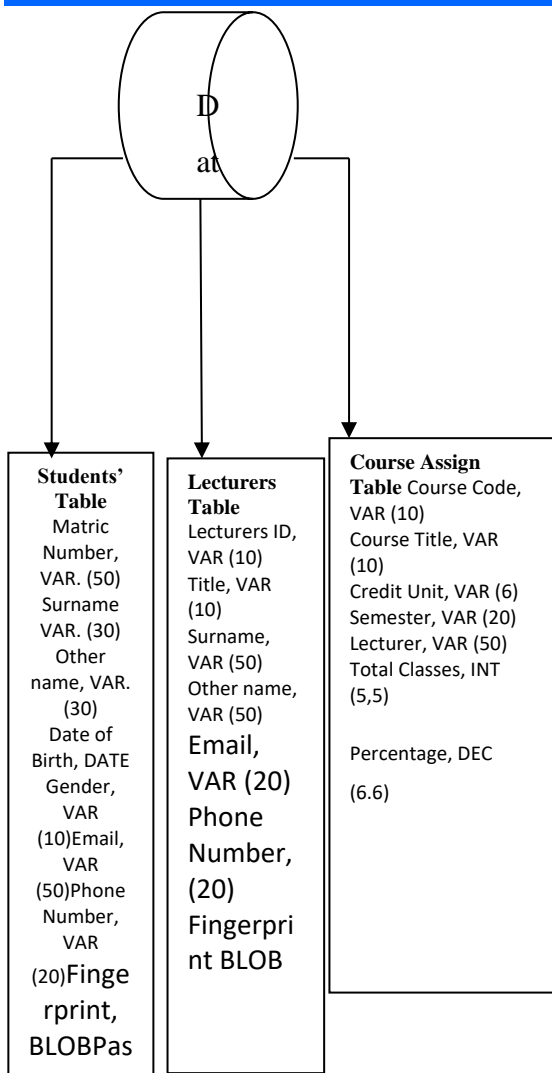 D
at
Students’
Table
Matric
Number,
VAR. (50)
Surname
VAR. (30)
Other
name, VAR.
(30)
Date of
Birth, DATE
Gender,
VAR
(10)Email,
VAR
(50)Phone
Number,
VAR
(20)Finge
rprint,
BLOBPas
Lecturers
Table
Lecturers ID,
VAR (10)
Title, VAR
(10)
Surname,
VAR (50)
Other name,
VAR (50)
Email,
VAR (20)
Phone
Number,
(20)
Fingerpri
nt BLOB
Course Assign
Table Course Code,
VAR (10)
Course Title, VAR
(10)
Credit Unit, VAR (6)
Semester, VAR (20)
Lecturer, VAR (50)
Total Classes, INT
(5,5)
Percentage, DEC
(6.6)